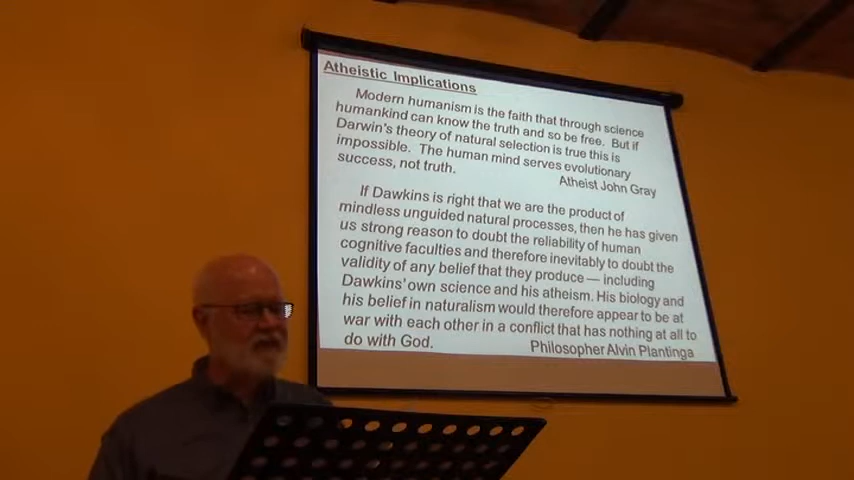 Atheistic Implications
Modern humanism is the faith that through science
humankind can know the truth and so be free. But if
Darwin's theory of natural selection is true this is
impossible. The human mind serves evolutionary
success, not truth.
Atheist John Gray
If Dawkins is right that we are the product of
mindless unguided natural processes, then he has given
us strong reason to doubt the reliability of human
cognitive faculties and therefore inevitably to doubt the
validity of any belief that they produce — including
Dawkins' own science and his atheism. His biology and
his belief in naturalism would therefore appear to be at
war with each other in a conflict that has nothing at all to
do with God.
Philosopher Alvin Plantinga